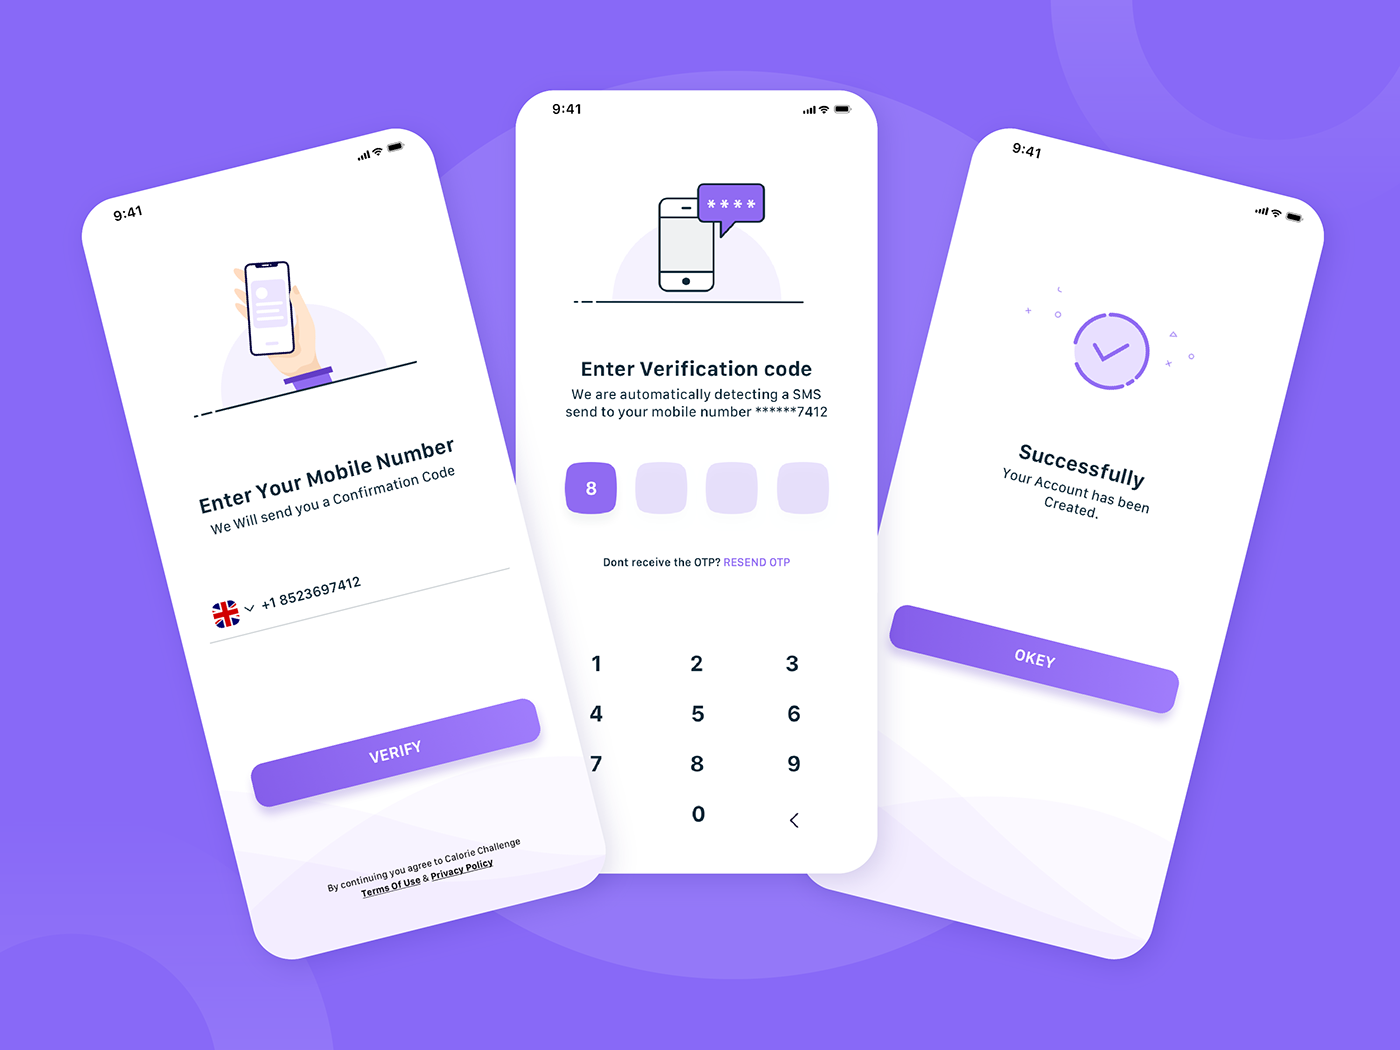 9:41
Enter Your Mobile Number
We Will send you a Confirmation Code
+1 8523697412
VERIFY
By continuing you agree to Calorie Challenge
Terms Of Use & Privacy Policy
9:41
****
Enter Verification code
We are automatically detecting a SMS
send to your mobile number ******7412
8
Dont receive the OTP? RESEND OTP
1 2 3
4 5 6
7 8 9
0
9:41
Successfully
Your Account has been
Created.
OKEY